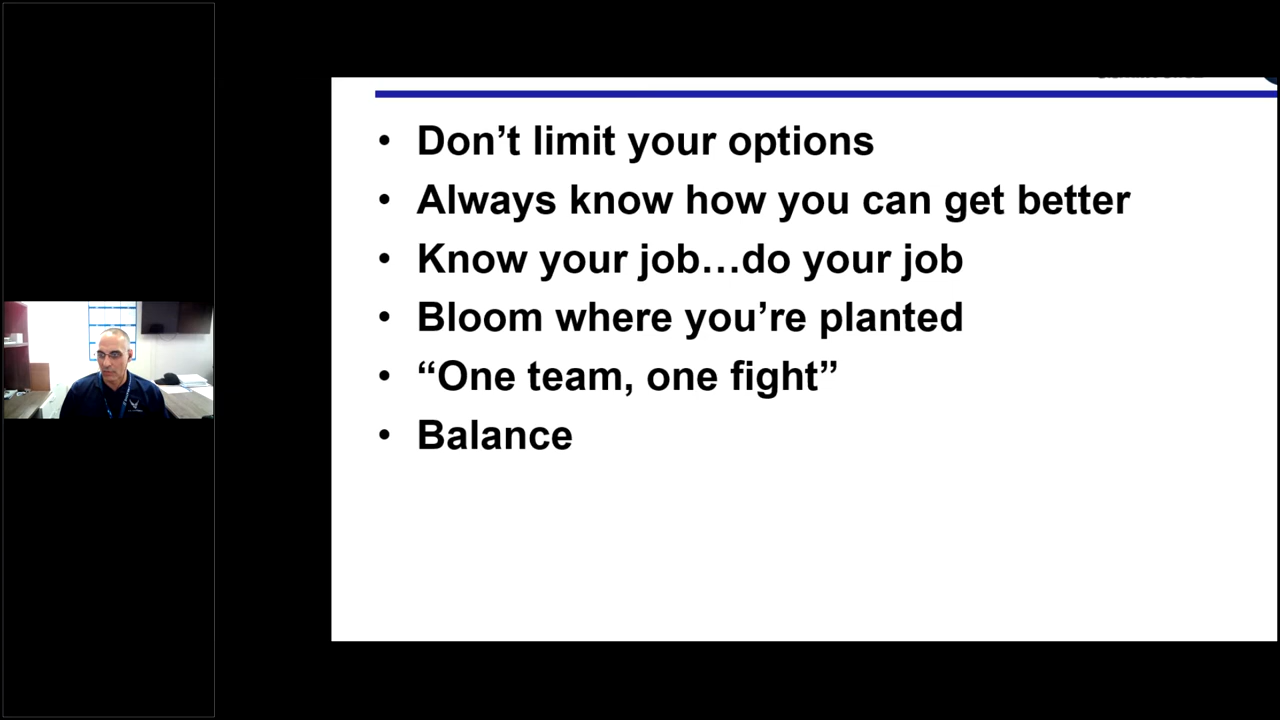 • Don’t limit your options
• Always know how you can get better
• Know your job…do your job
• Bloom where you’re planted
• “One team, one fight”
• Balance